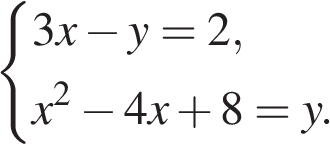 3x − y = 2,
x² − 4x + 8 = y.